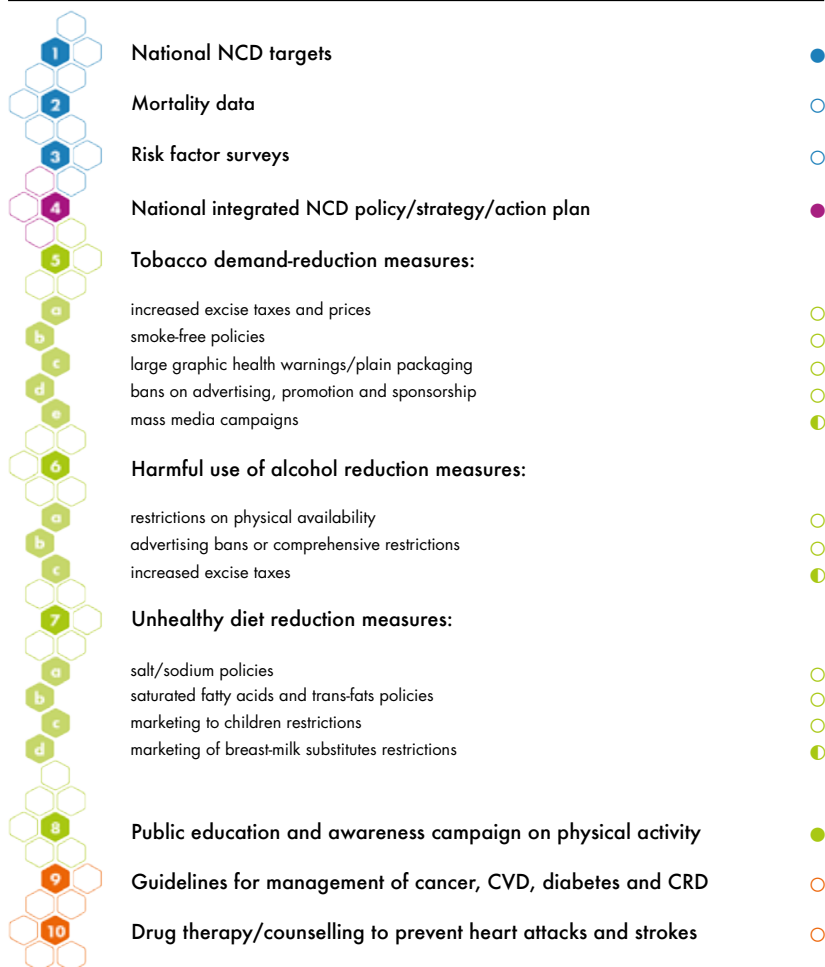 1 National NCD targets
2 Mortality data
3 Risk factor surveys
4 National integrated NCD policy/strategy/action plan
5 Tobacco demand-reduction measures:
a increased excise taxes and prices
b smoke-free policies
c large graphic health warnings/plain packaging
d bans on advertising, promotion and sponsorship
e mass media campaigns
6 Harmful use of alcohol reduction measures:
a restrictions on physical availability
b advertising bans or comprehensive restrictions
c increased excise taxes
7 Unhealthy diet reduction measures:
a salt/sodium policies
b saturated fatty acids and trans-fats policies
c marketing to children restrictions
d marketing of breast-milk substitutes restrictions
8 Public education and awareness campaign on physical activity
9 Guidelines for management of cancer, CVD, diabetes and CRD
10 Drug therapy/counselling to prevent heart attacks and strokes